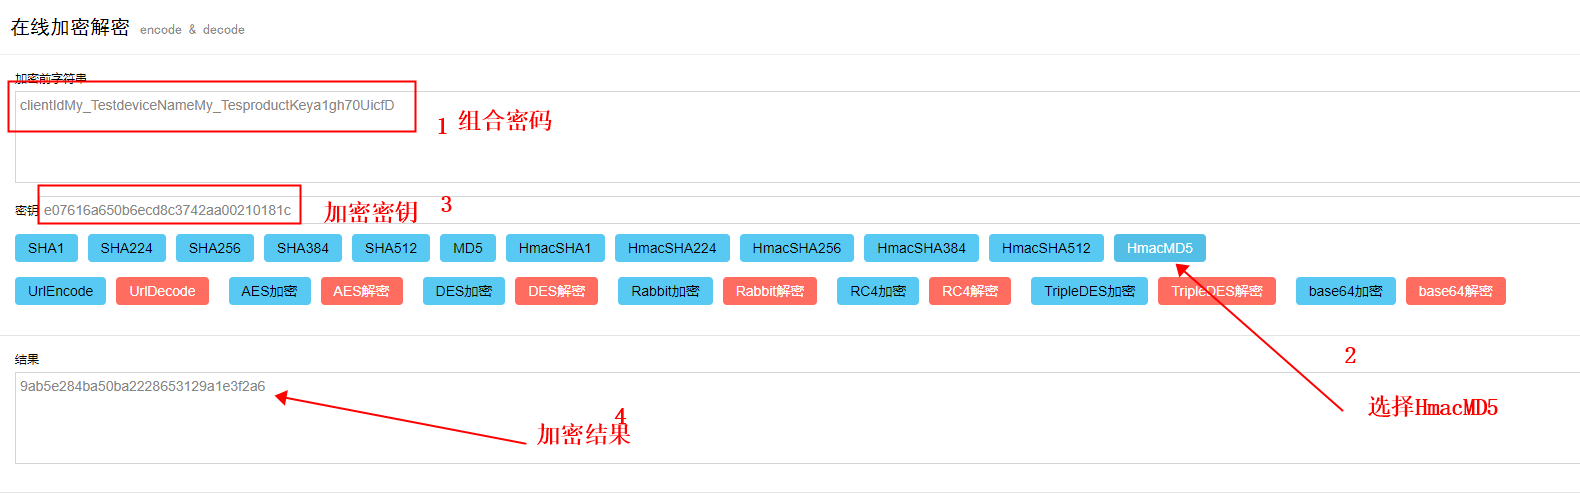 在线加密解密 encode & decode
加密前字符串
clientIdMy_TestdeviceNameMy_TesproductKeya1gh70UicfD
1 组合密码
密钥 e07616a650b6ecd8c3742aa00210181c 加密密钥 3
SHA1 SHA224 SHA256 SHA384 SHA512 MD5 HmacSHA1 HmacSHA224 HmacSHA256 HmacSHA384 HmacSHA512 HmacMD5
UrlEncode UrlDecode AES加密 AES解密 DES加密 DES解密 Rabbit加密 Rabbit解密 RC4加密 RC4解密 TripleDES加密 TripleDES解密 base64加密 base64解密
2
选择HmacMD5
结果
9ab5e284ba50ba2228653129a1e3f2a6
4
加密结果